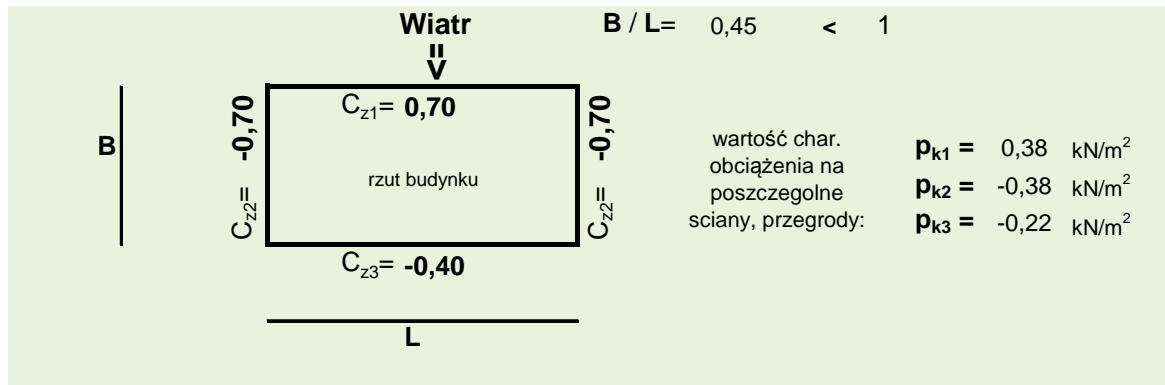 Wiatr
=>
B / L= 0,45 < 1
B
C_z2= -0,70
C_z1= 0,70
rzut budynku
C_z2= -0,70
C_z3= -0,40
L
wartość char.
obciążenia na
poszczegolne
sciany, przegrody:
p_k1 = 0,38 kN/m²
p_k2 = -0,38 kN/m²
p_k3 = -0,22 kN/m²